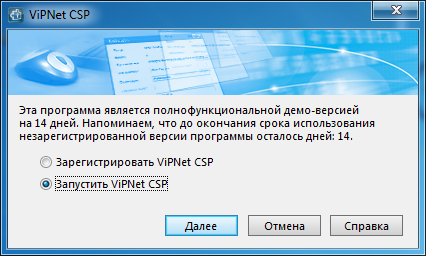 ViPNet CSP
Эта программа является полнофункциональной демо-версией
на 14 дней. Напоминаем, что до окончания срока использования
незарегистрированной версии программы осталось дней: 14.
Зарегистрировать ViPNet CSP
Запустить ViPNet CSP
Далее
Отмена
Справка